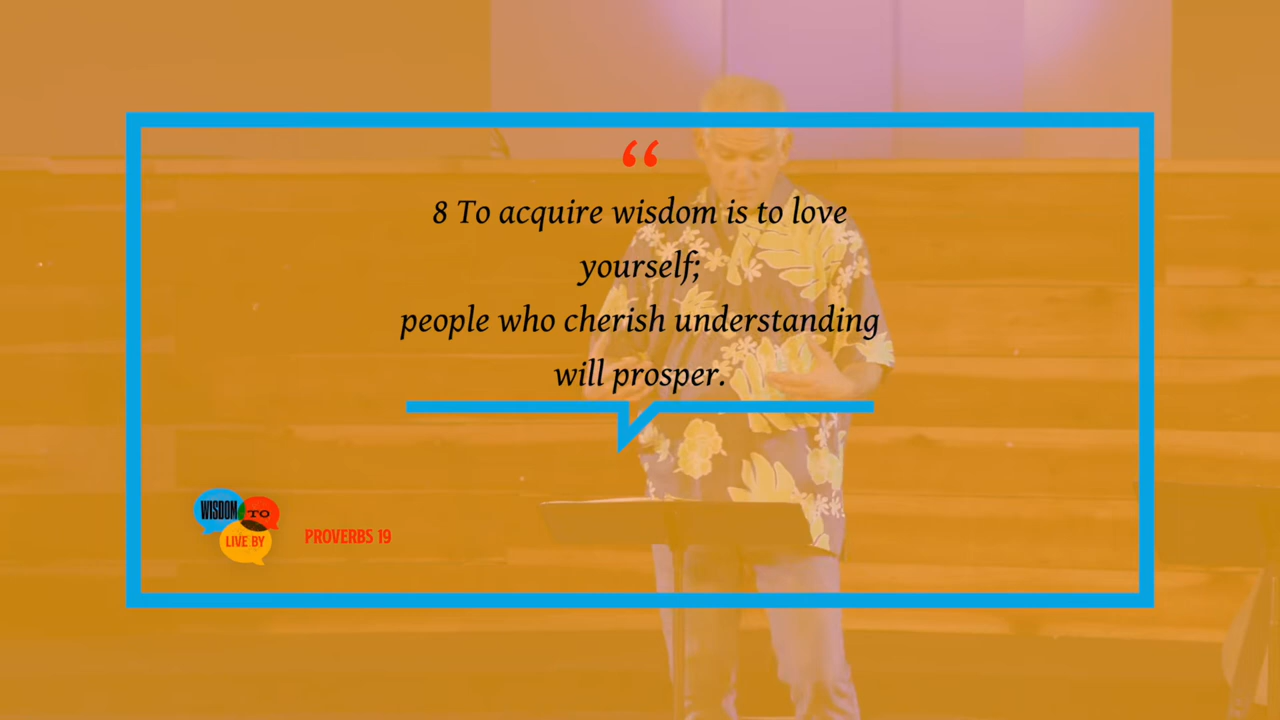 “
8 To acquire wisdom is to love
yourself;
people who cherish understanding
will prosper.
WISDOM TO
LIVE BY
PROVERBS 19